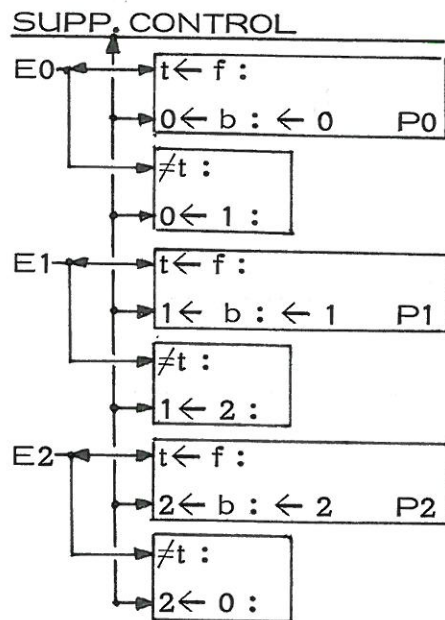 SUPP. CONTROL
E0 t← f :
0← b : ← 0 P0
≠t :
0← 1 :
E1 t← f :
1← b : ← 1 P1
≠t :
1← 2 :
E2 t← f :
2← b : ← 2 P2
≠t :
2← 0 :